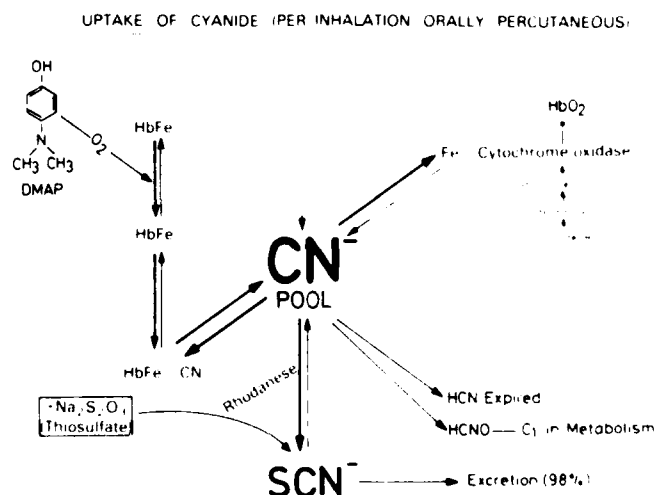 UPTAKE OF CYANIDE (PER INHALATION ORALLY PERCUTANEOUS)
OH
HbO₂
O₂
HbFe
N
CH₃ CH₃
DMAP
Fe Cytochrome oxidase
HbFe
CN⁻
POOL
HbFe CN
Rhodanese
HCN Expired
HCNO — C₁ in Metabolism
Na₂S₂O₃
Thiosulfate
SCN⁻
Excretion (98%)